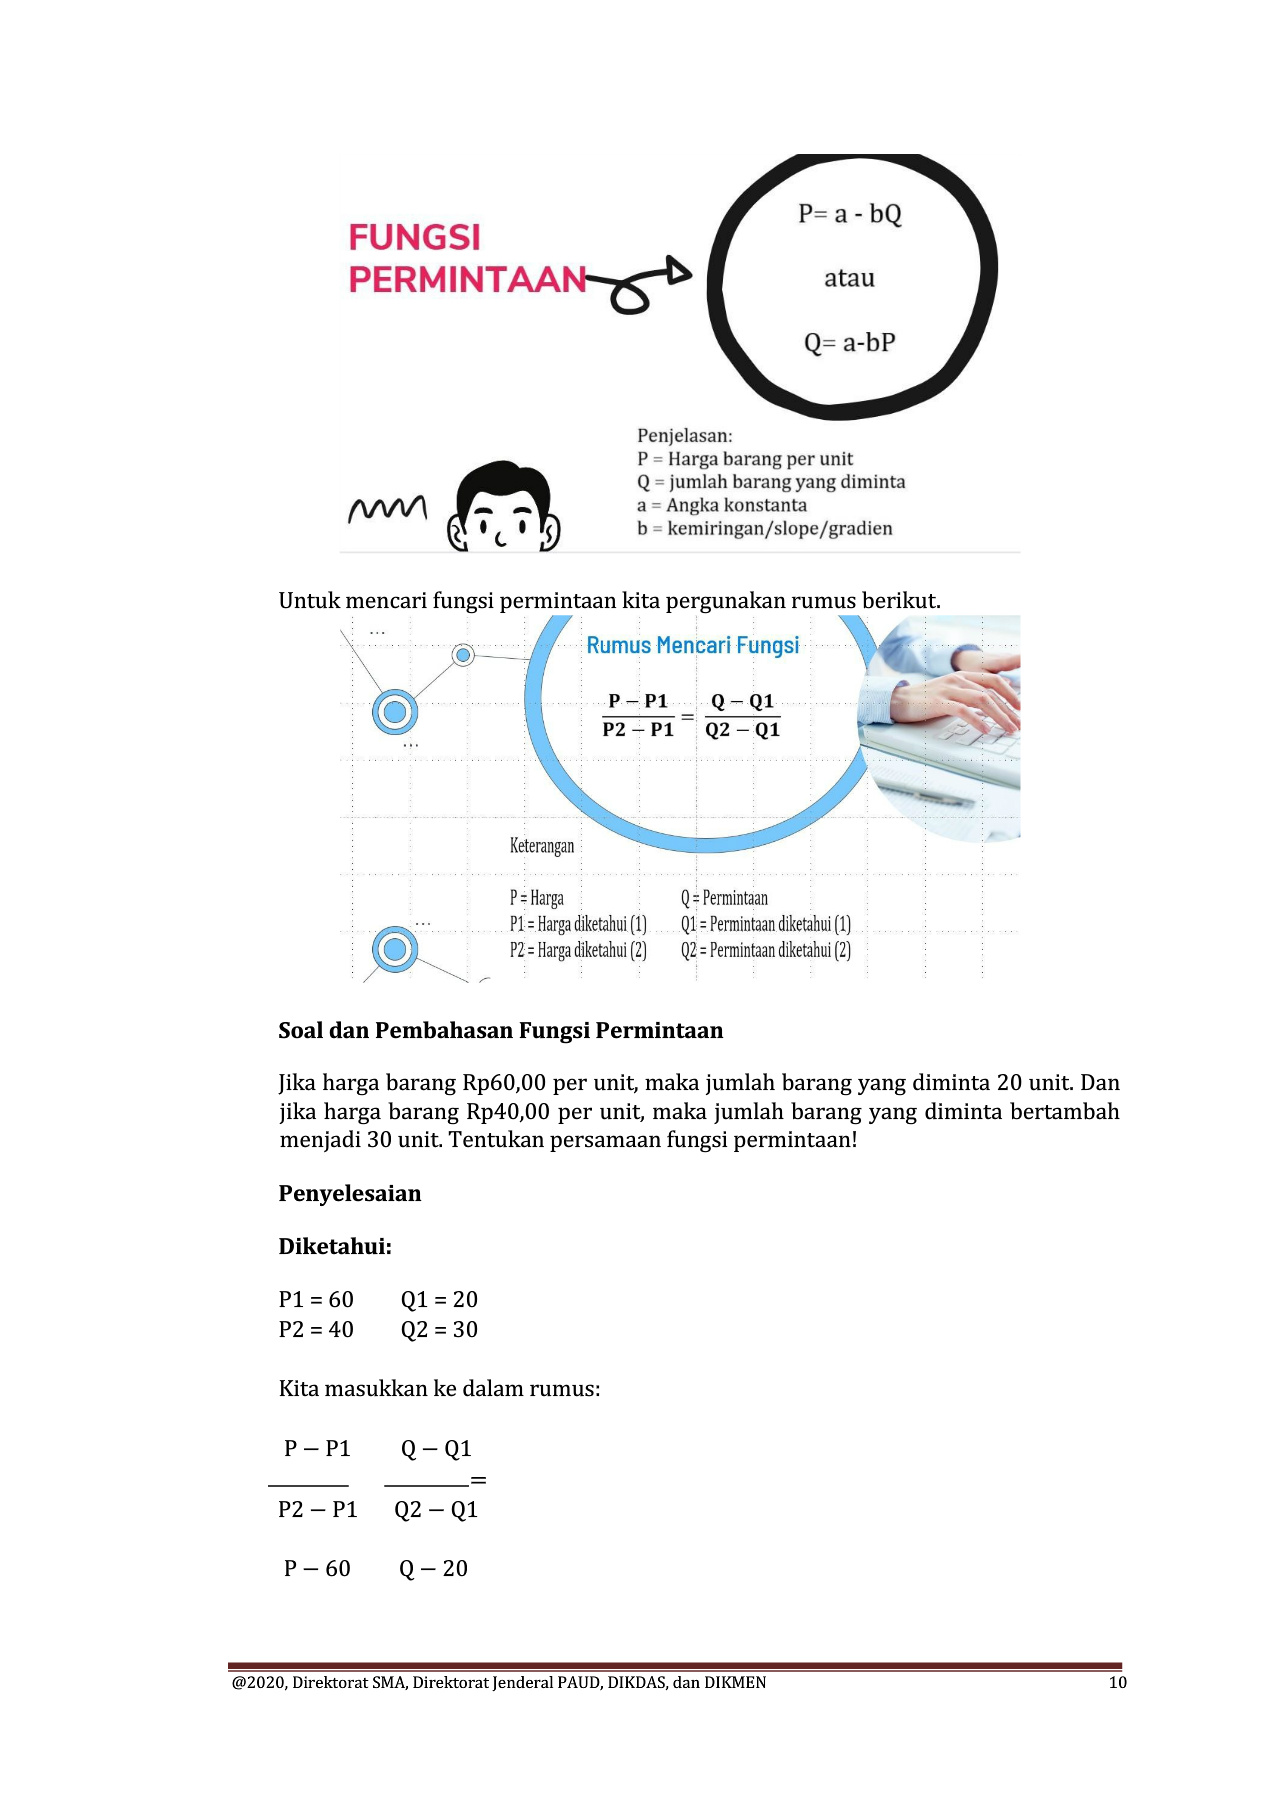 FUNGSI
PERMINTAAN
P= a - bQ
atau
Q= a-bP
Penjelasan:
P = Harga barang per unit
Q = jumlah barang yang diminta
a = Angka konstanta
b = kemiringan/slope/gradien
Untuk mencari fungsi permintaan kita pergunakan rumus berikut.
...
Rumus Mencari Fungsi
P − P1 Q − Q1
=
P2 − P1 Q2 − Q1
...
Keterangan
P = Harga Q = Permintaan
...
P1 = Harga diketahui (1) Q1 = Permintaan diketahui (1)
P2 = Harga diketahui (2) Q2 = Permintaan diketahui (2)
Soal dan Pembahasan Fungsi Permintaan
Jika harga barang Rp60,00 per unit, maka jumlah barang yang diminta 20 unit. Dan
jika harga barang Rp40,00 per unit, maka jumlah barang yang diminta bertambah
menjadi 30 unit. Tentukan persamaan fungsi permintaan!
Penyelesaian
Diketahui:
P1 = 60 Q1 = 20
P2 = 40 Q2 = 30
Kita masukkan ke dalam rumus:
P − P1 Q − Q1
=
P2 − P1 Q2 − Q1
P − 60 Q − 20
@2020, Direktorat SMA, Direktorat Jenderal PAUD, DIKDAS, dan DIKMEN 10